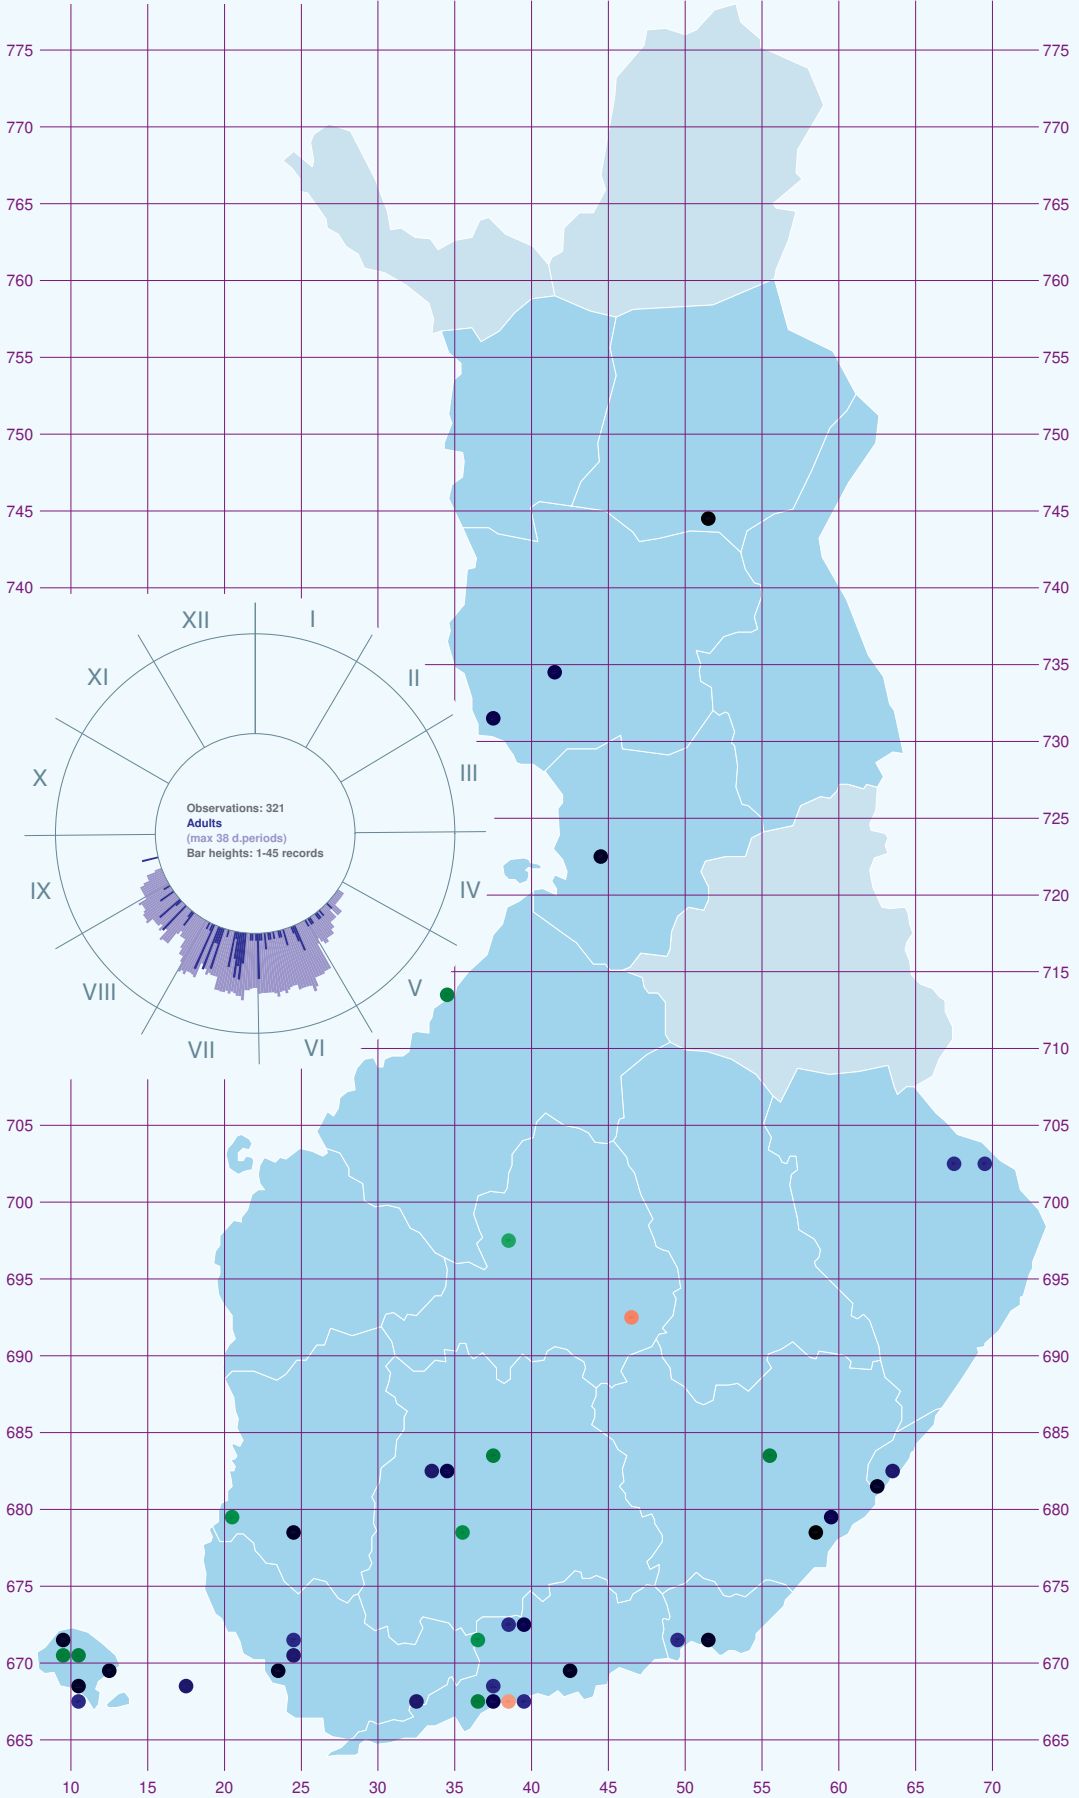 775 775
770 770
765 765
760 760
755 755
750 750
745 745
740 740
XII I
XI II
735
730
X III
Observations: 321
Adults
(max 38 d.periods)
Bar heights: 1-45 records
725
IX IV
720
715
VIII V
VII VI
710
705 705
700 700
695 695
690 690
685 685
680 680
675 675
670 670
665 665
10 15 20 25 30 35 40 45 50 55 60 65 70